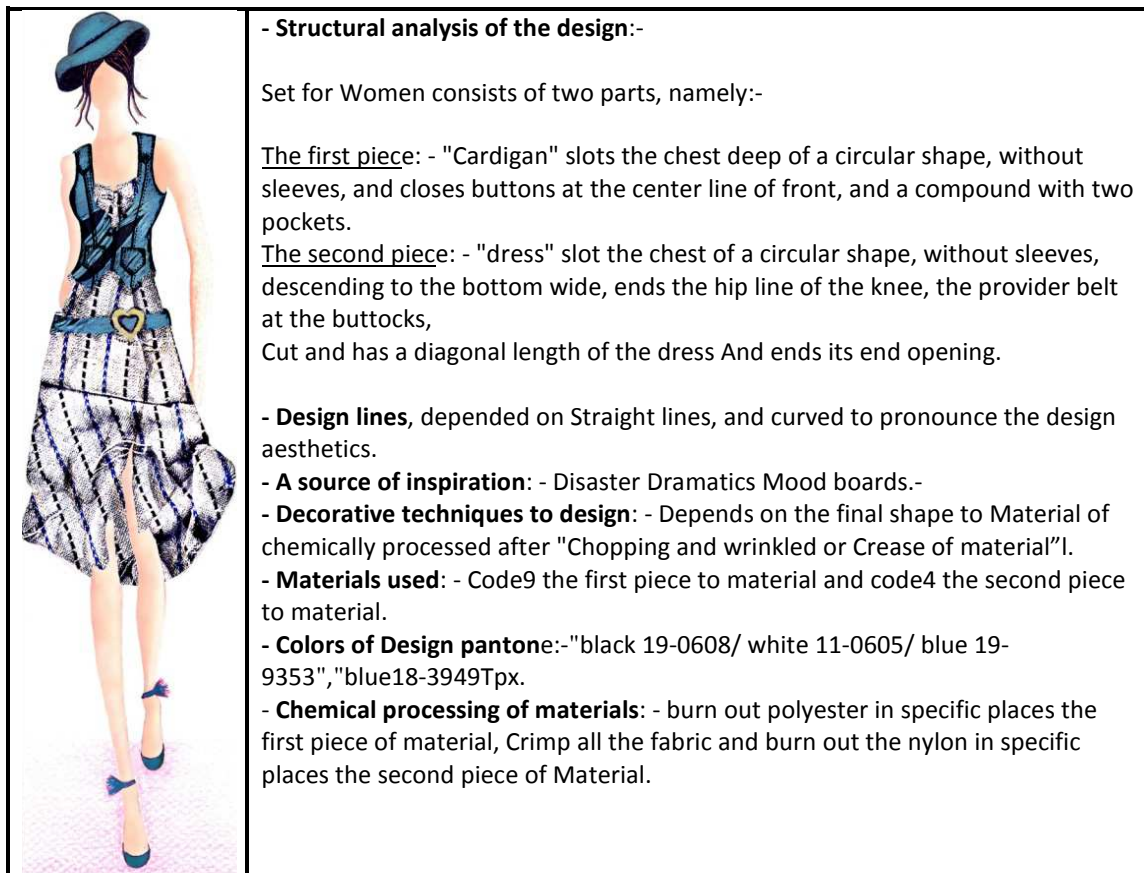 - Structural analysis of the design:-
Set for Women consists of two parts, namely:-
The first piece: - "Cardigan" slots the chest deep of a circular shape, without
sleeves, and closes buttons at the center line of front, and a compound with two
pockets.
The second piece: - "dress" slot the chest of a circular shape, without sleeves,
descending to the bottom wide, ends the hip line of the knee, the provider belt
at the buttocks,
Cut and has a diagonal length of the dress And ends its end opening.
- Design lines, depended on Straight lines, and curved to pronounce the design
aesthetics.
- A source of inspiration: - Disaster Dramatics Mood boards.-
- Decorative techniques to design: - Depends on the final shape to Material of
chemically processed after "Chopping and wrinkled or Crease of material”l.
- Materials used: - Code9 the first piece to material and code4 the second piece
to material.
- Colors of Design pantone:-"black 19-0608/ white 11-0605/ blue 19-
9353","blue18-3949Tpx.
- Chemical processing of materials: - burn out polyester in specific places the
first piece of material, Crimp all the fabric and burn out the nylon in specific
places the second piece of Material.